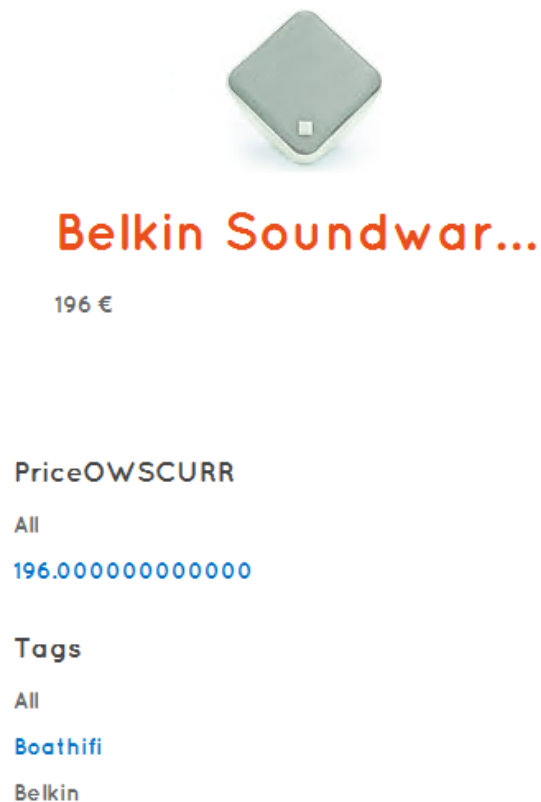 Belkin Soundwar...
196 €
PriceOWSCURR
All
196.000000000000
Tags
All
Boathifi
Belkin